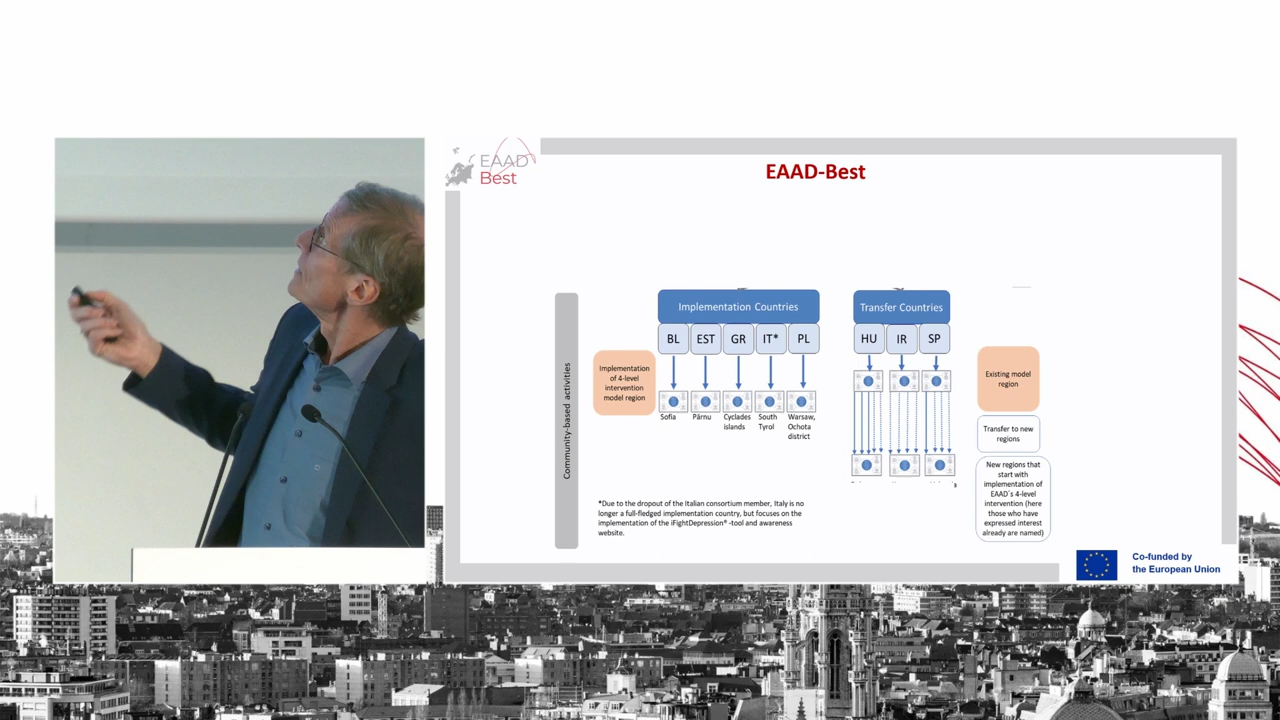 EAAD
Best
EAAD-Best
Community-based activities
Implementation Countries
BL EST GR IT* PL
Implementation
of 4-level
intervention
model region
Sofia
Pärnu
Cyclades
islands
South
Tyrol
Warsaw,
Ochota
district
Transfer Countries
HU IR SP
Existing model
region
Transfer to new
regions
New regions that
start with
implementation of
EAAD´s 4-level
intervention (here
those who have
expressed interest
already are named)
*Due to the dropout of the Italian consortium member, Italy is no
longer a full-fledged implementation country, but focuses on the
implementation of the iFightDepression® -tool and awareness
website.
Co-funded by
the European Union